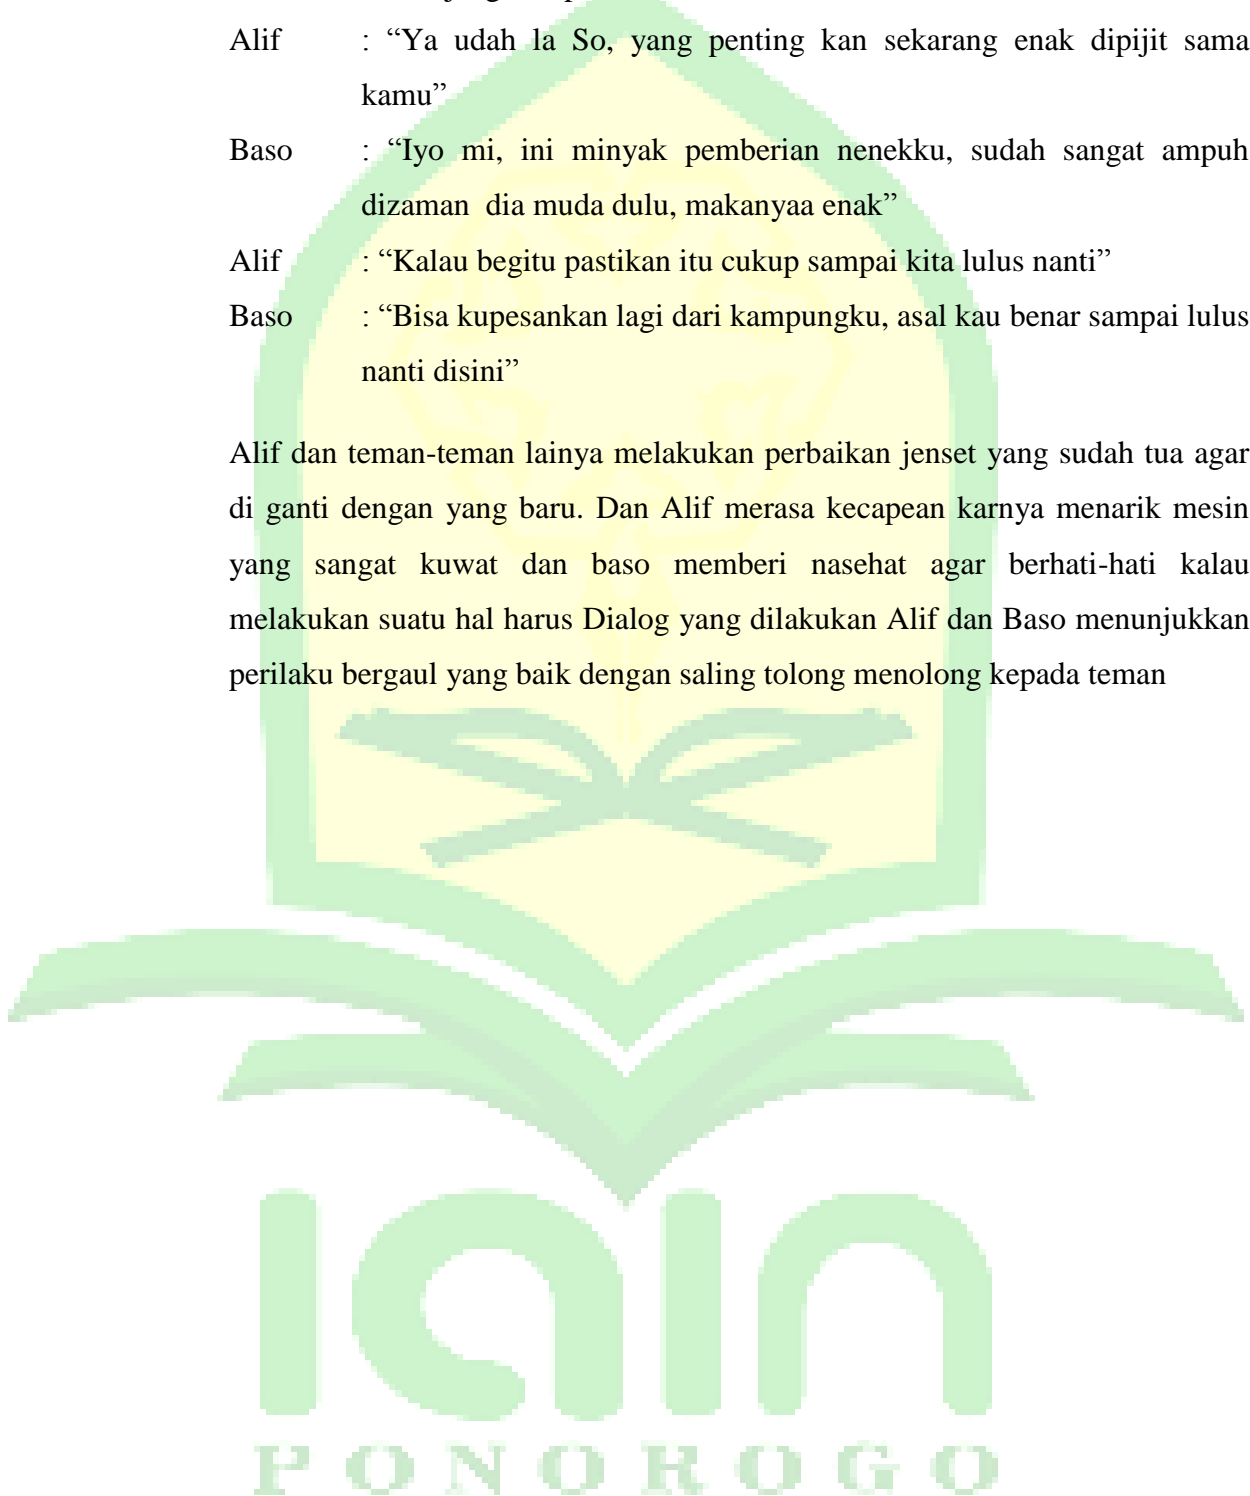 Alif : “Ya udah la So, yang penting kan sekarang enak dipijit sama
kamu”
Baso : “Iyo mi, ini minyak pemberian nenekku, sudah sangat ampuh
dizaman dia muda dulu, makanyaa enak”
Alif : “Kalau begitu pastikan itu cukup sampai kita lulus nanti”
Baso : “Bisa kupesankan lagi dari kampungku, asal kau benar sampai lulus
nanti disini”
Alif dan teman-teman lainya melakukan perbaikan jenset yang sudah tua agar
di ganti dengan yang baru. Dan Alif merasa kecapean karnya menarik mesin
yang sangat kuwat dan baso memberi nasehat agar berhati-hati kalau
melakukan suatu hal harus Dialog yang dilakukan Alif dan Baso menunjukkan
perilaku bergaul yang baik dengan saling tolong menolong kepada teman
iain
PONOROGO